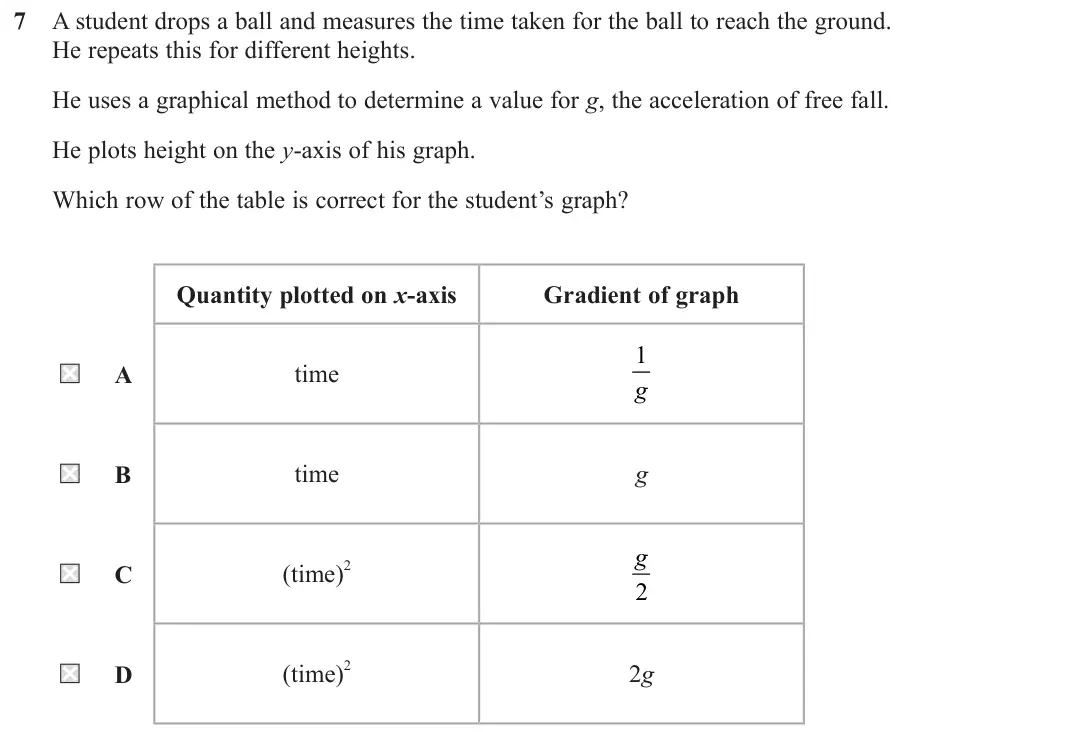 7 A student drops a ball and measures the time taken for the ball to reach the ground.
He repeats this for different heights.
He uses a graphical method to determine a value for g, the acceleration of free fall.
He plots height on the y-axis of his graph.
Which row of the table is correct for the student’s graph?
Quantity plotted on x-axis Gradient of graph
A time 1/g
B time g
C (time)² g/2
D (time)² 2g